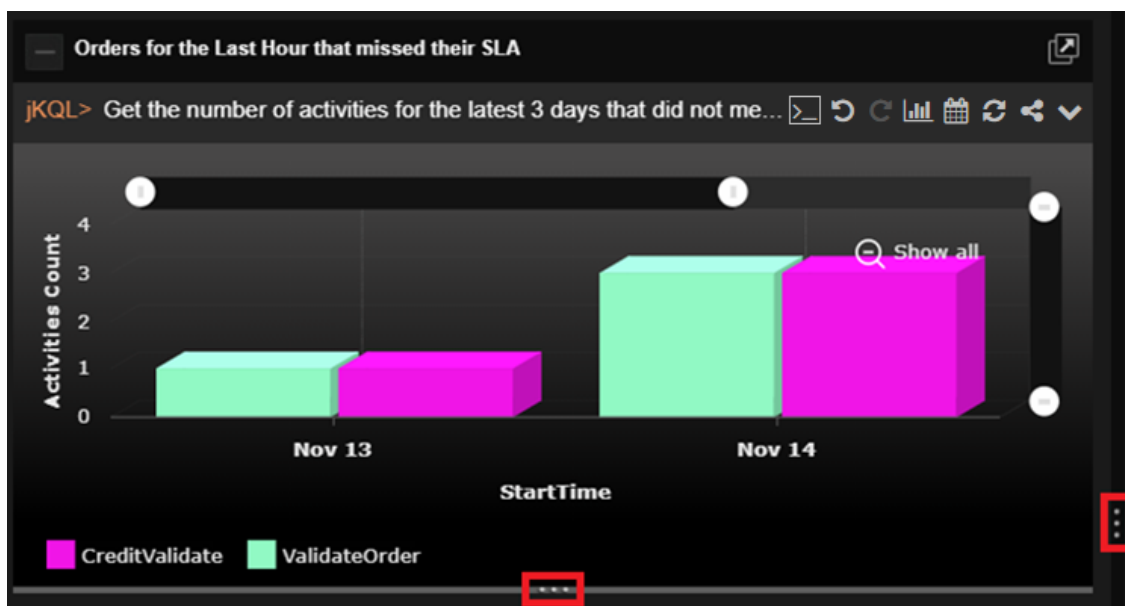 Orders for the Last Hour that missed their SLA
jKQL> Get the number of activities for the latest 3 days that did not me...
4
3
2
1
0
Activities Count
Show all
Nov 13 Nov 14
StartTime
CreditValidate ValidateOrder